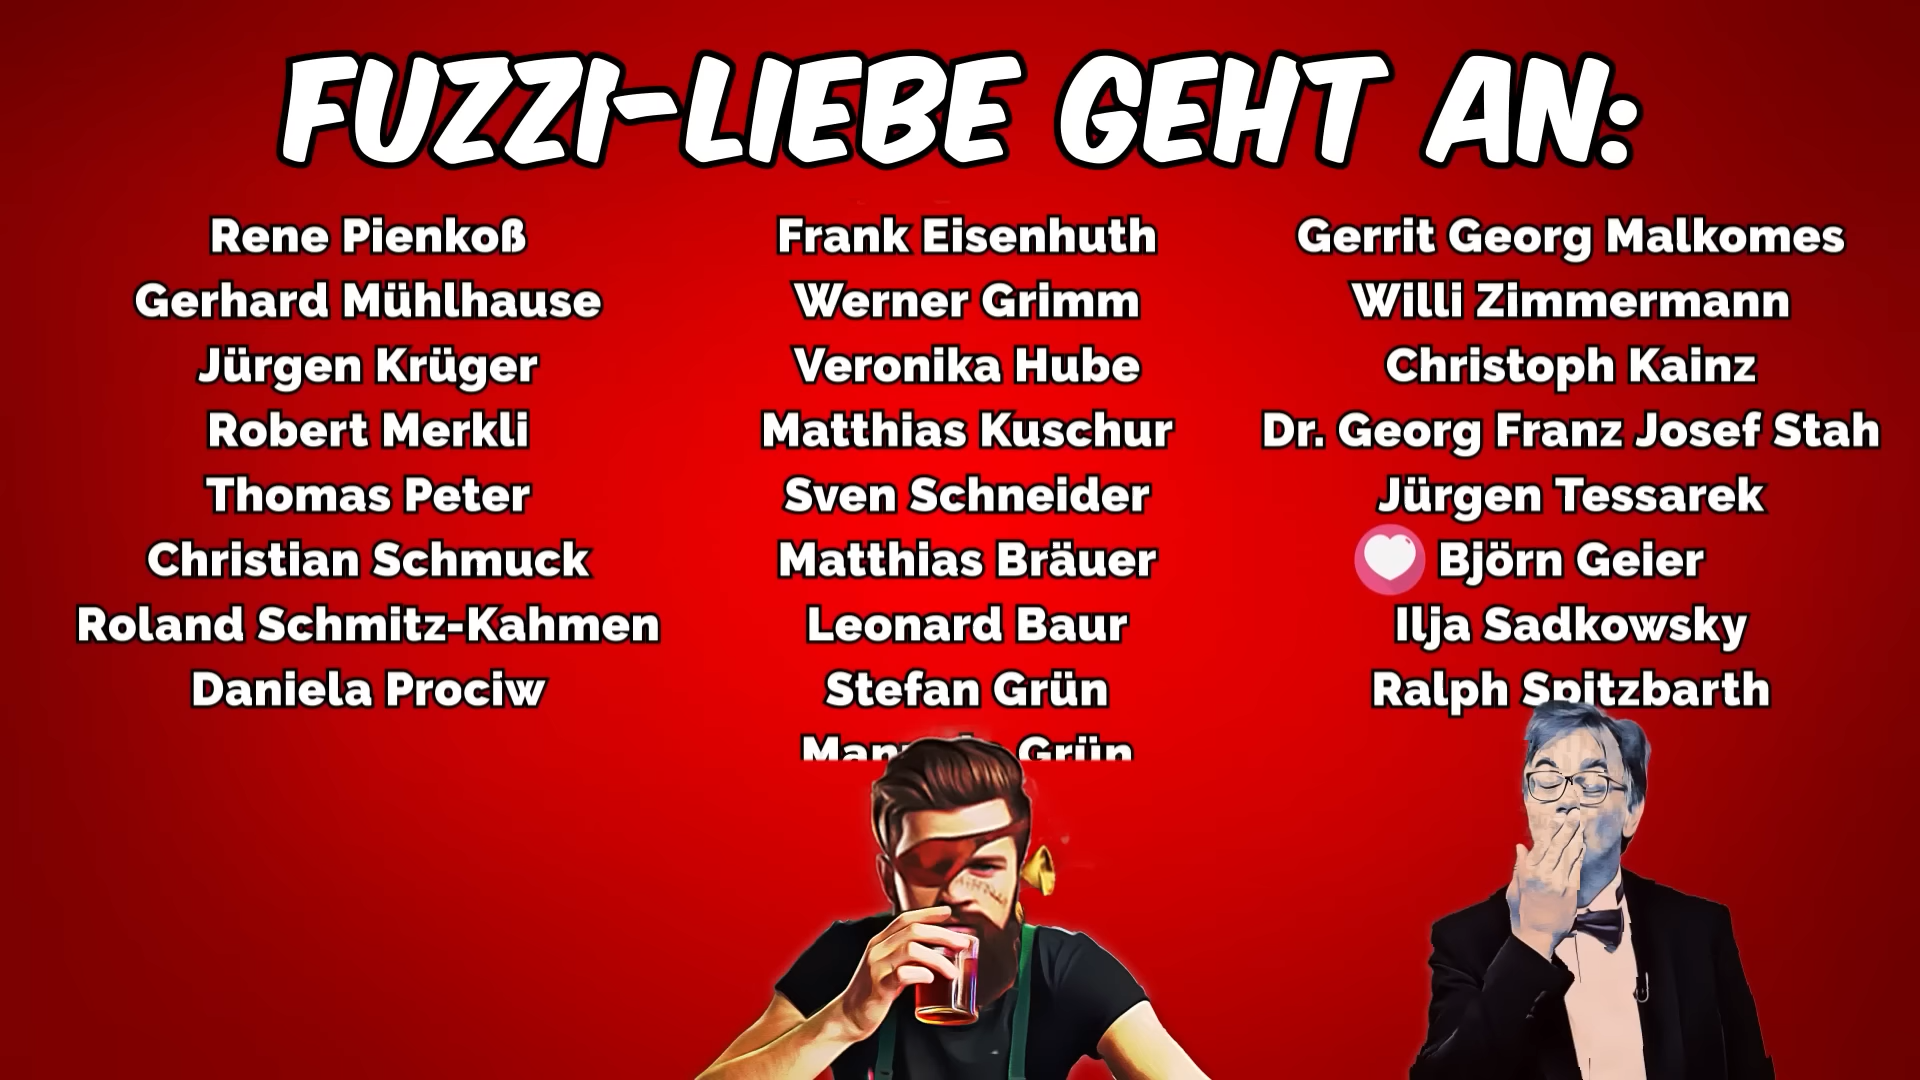 FUZZI-LIEBE GEHT AN:
Rene Pienkoß
Gerhard Mühlhause
Jürgen Krüger
Robert Merkli
Thomas Peter
Christian Schmuck
Roland Schmitz-Kahmen
Daniela Prociw
Frank Eisenhuth
Werner Grimm
Veronika Hube
Matthias Kuschur
Sven Schneider
Matthias Bräuer
Leonard Baur
Stefan Grün
Grün
Gerrit Georg Malkomes
Willi Zimmermann
Christoph Kainz
Dr. Georg Franz Josef Stah
Jürgen Tessarek
Björn Geier
Ilja Sadkowsky
Ralph Spitzbarth